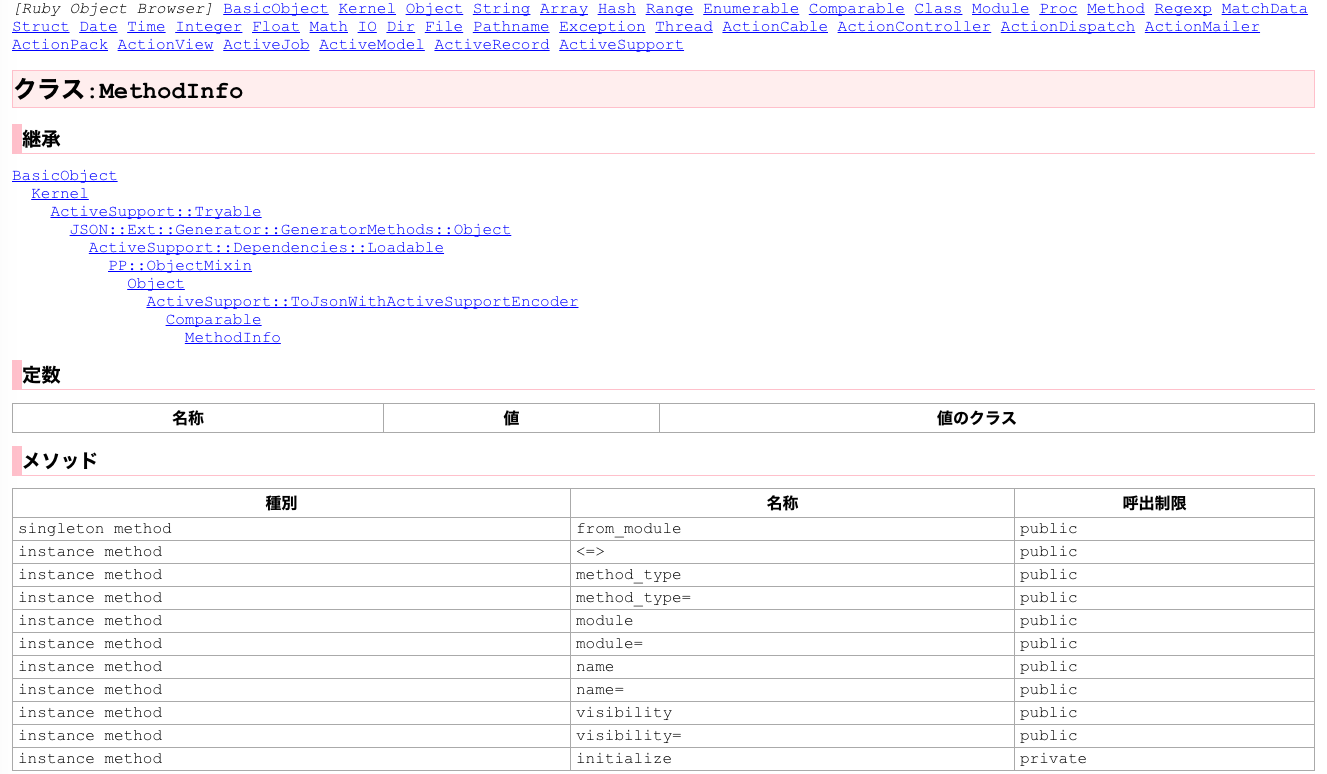 [Ruby Object Browser] BasicObject Kernel Object String Array Hash Range Enumerable Comparable Class Module Proc Method Regexp MatchData
Struct Date Time Integer Float Math IO Dir File Pathname Exception Thread ActionCable ActionController ActionDispatch ActionMailer
ActionPack ActionView ActiveJob ActiveModel ActiveRecord ActiveSupport
クラス:MethodInfo
継承
BasicObject
Kernel
ActiveSupport::Tryable
JSON::Ext::Generator::GeneratorMethods::Object
ActiveSupport::Dependencies::Loadable
PP::ObjectMixin
Object
ActiveSupport::ToJsonWithActiveSupportEncoder
Comparable
MethodInfo
定数
名称 値 値のクラス
メソッド
種別 名称 呼出制限
singleton method from_module public
instance method <=> public
instance method method_type public
instance method method_type= public
instance method module public
instance method module= public
instance method name public
instance method name= public
instance method visibility public
instance method visibility= public
instance method initialize private